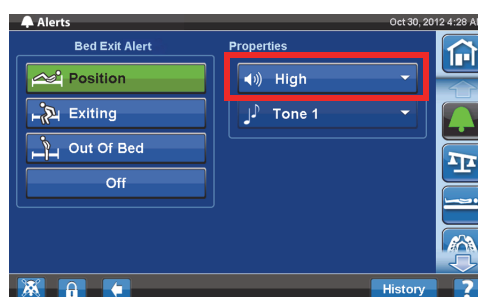 Alerts
Oct 30, 2012 4:28 A
Bed Exit Alert
Properties
Position
High
Exiting
Tone 1
Out Of Bed
Off
History
?